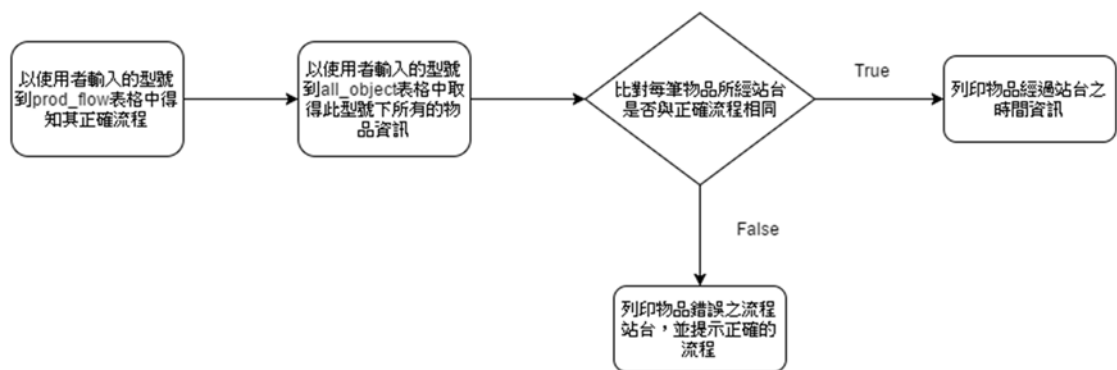 以使用者輸入的型號
到prod_flow表格中得
知其正確流程
以使用者輸入的型號
到all_object表格中取
得此型號下所有的物
品資訊
比對每筆物品所經站台
是否與正確流程相同
True
列印物品經過站台之
時間資訊
False
列印物品錯誤之流程
站台，並提示正確的
流程